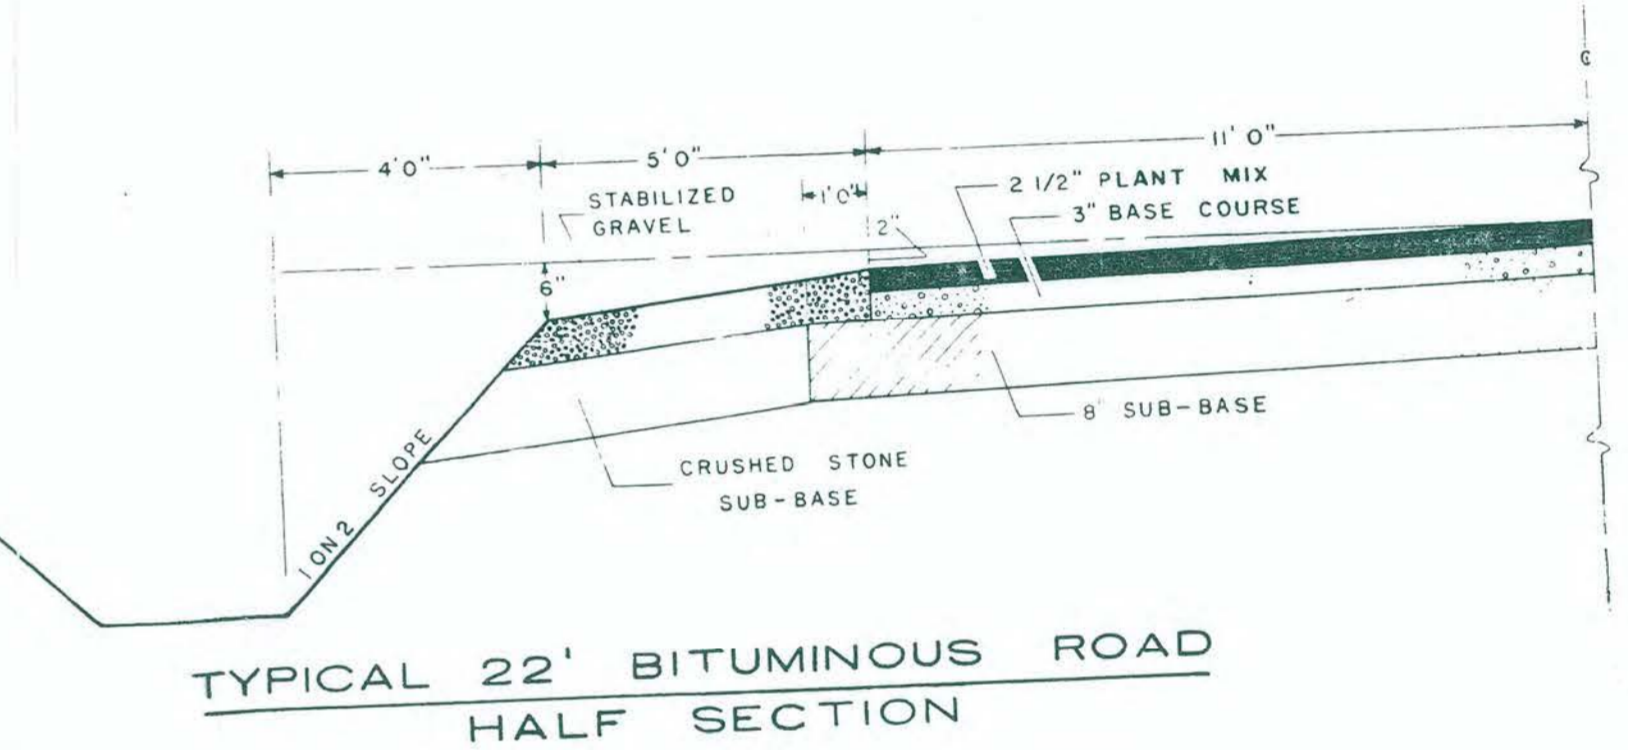 ℄
4'0"
5'0"
11' 0"
STABILIZED
GRAVEL
1'0"
2"
2 1/2" PLANT MIX
3" BASE COURSE
6"
8" SUB-BASE
CRUSHED STONE
SUB-BASE
1 ON 2 SLOPE
TYPICAL 22' BITUMINOUS ROAD
HALF SECTION